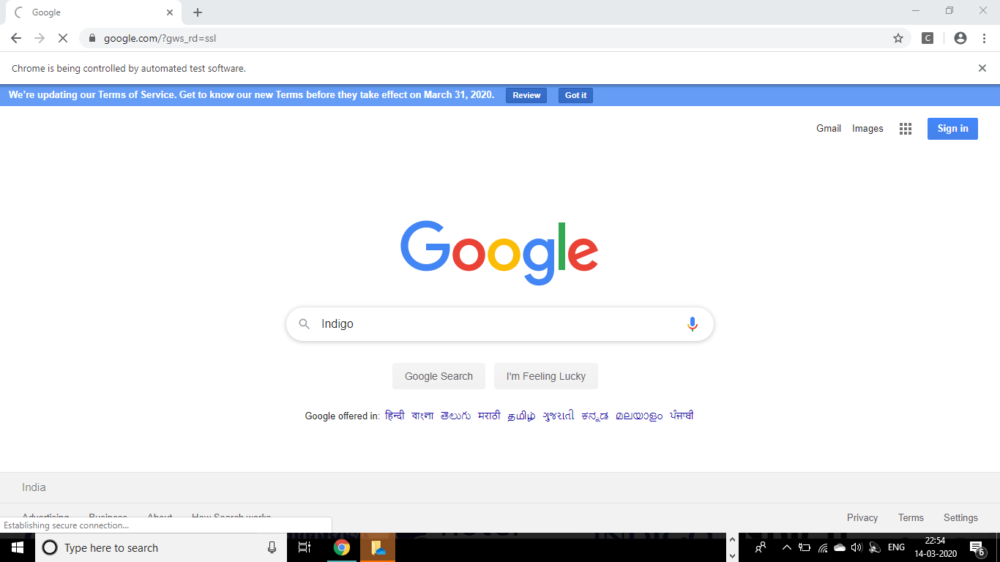 Google
google.com/?gws_rd=ssl
C
Chrome is being controlled by automated test software.
We're updating our Terms of Service. Get to know our new Terms before they take effect on March 31, 2020. Review Got it
Gmail Images Sign in
Google
Indigo
Google Search I'm Feeling Lucky
Google offered in: हिन्दी বাংলা తెలుగు मराठी தமிழ் ગુજરાતી ಕನ್ನಡ മലയാളം ਪੰਜਾਬੀ
India
Advertising Business About How Search works
Privacy Terms Settings
Establishing secure connection...
Type here to search
ENG
22:54
14-03-2020
6